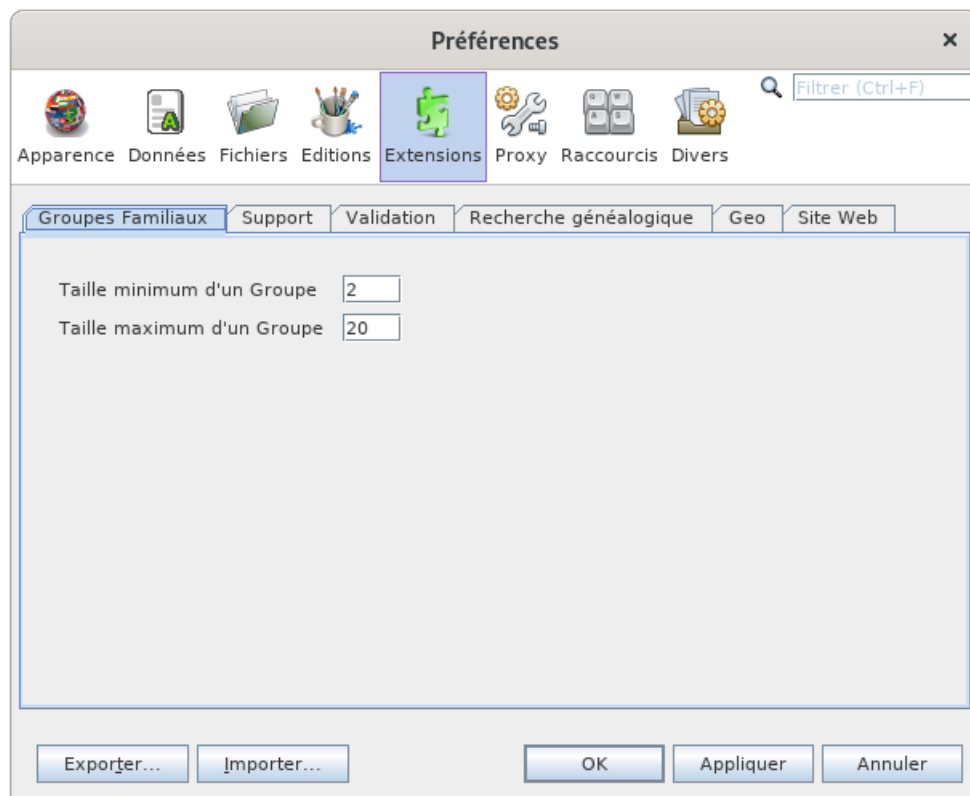 Préférences
Filtrer (Ctrl+F)
Apparence Données Fichiers Editions Extensions Proxy Raccourcis Divers
Groupes Familiaux Support Validation Recherche généalogique Geo Site Web
Taille minimum d'un Groupe 2
Taille maximum d'un Groupe 20
Exporter... Importer... OK Appliquer Annuler